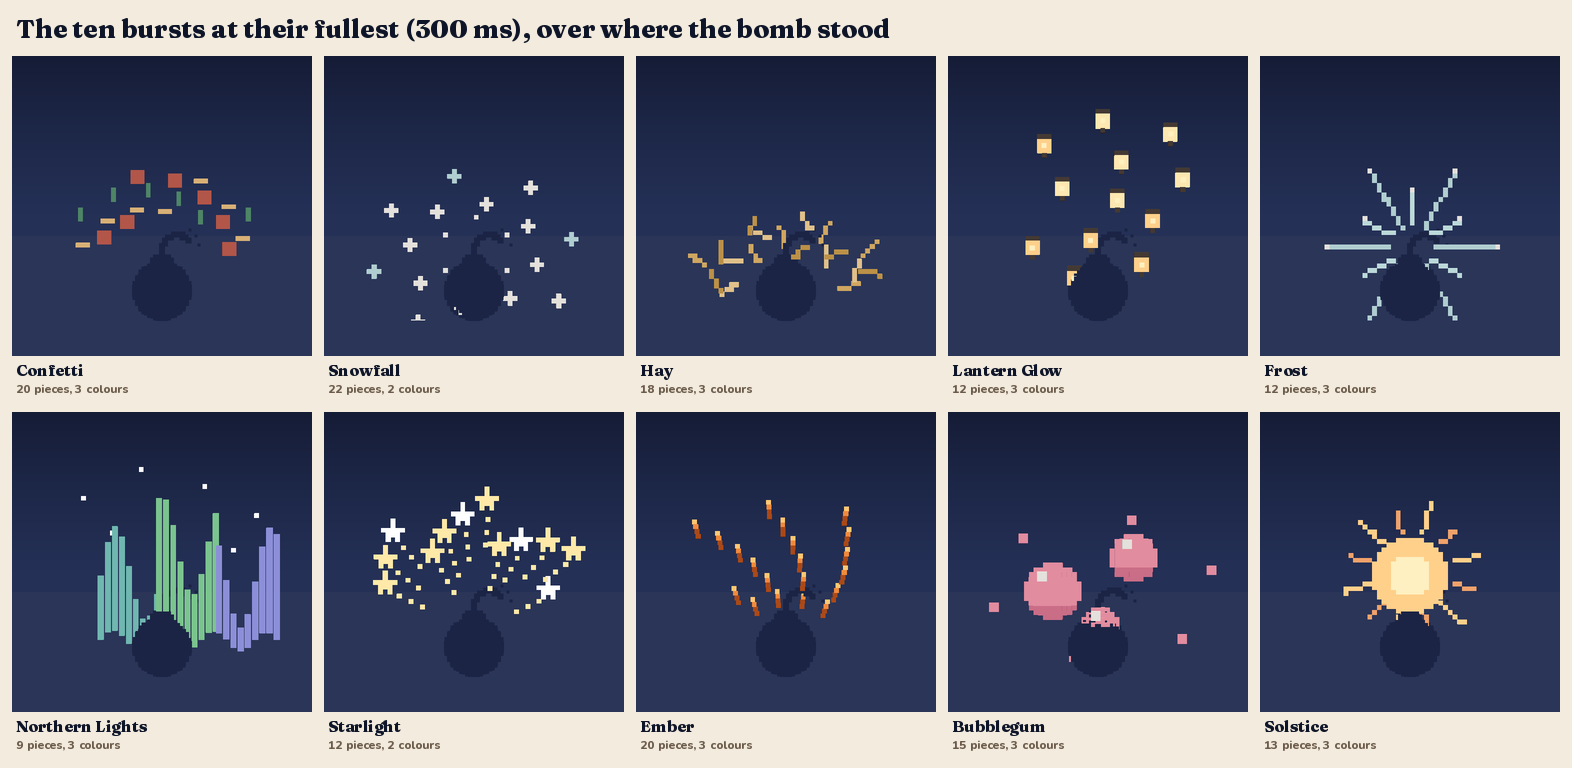 The ten bursts at their fullest (300 ms), over where the bomb stood
Confetti
20 pieces, 3 colours
Snowfall
22 pieces, 2 colours
Hay
18 pieces, 3 colours
Lantern Glow
12 pieces, 3 colours
Frost
12 pieces, 3 colours
Northern Lights
9 pieces, 3 colours
Starlight
12 pieces, 2 colours
Ember
20 pieces, 3 colours
Bubblegum
15 pieces, 3 colours
Solstice
13 pieces, 3 colours